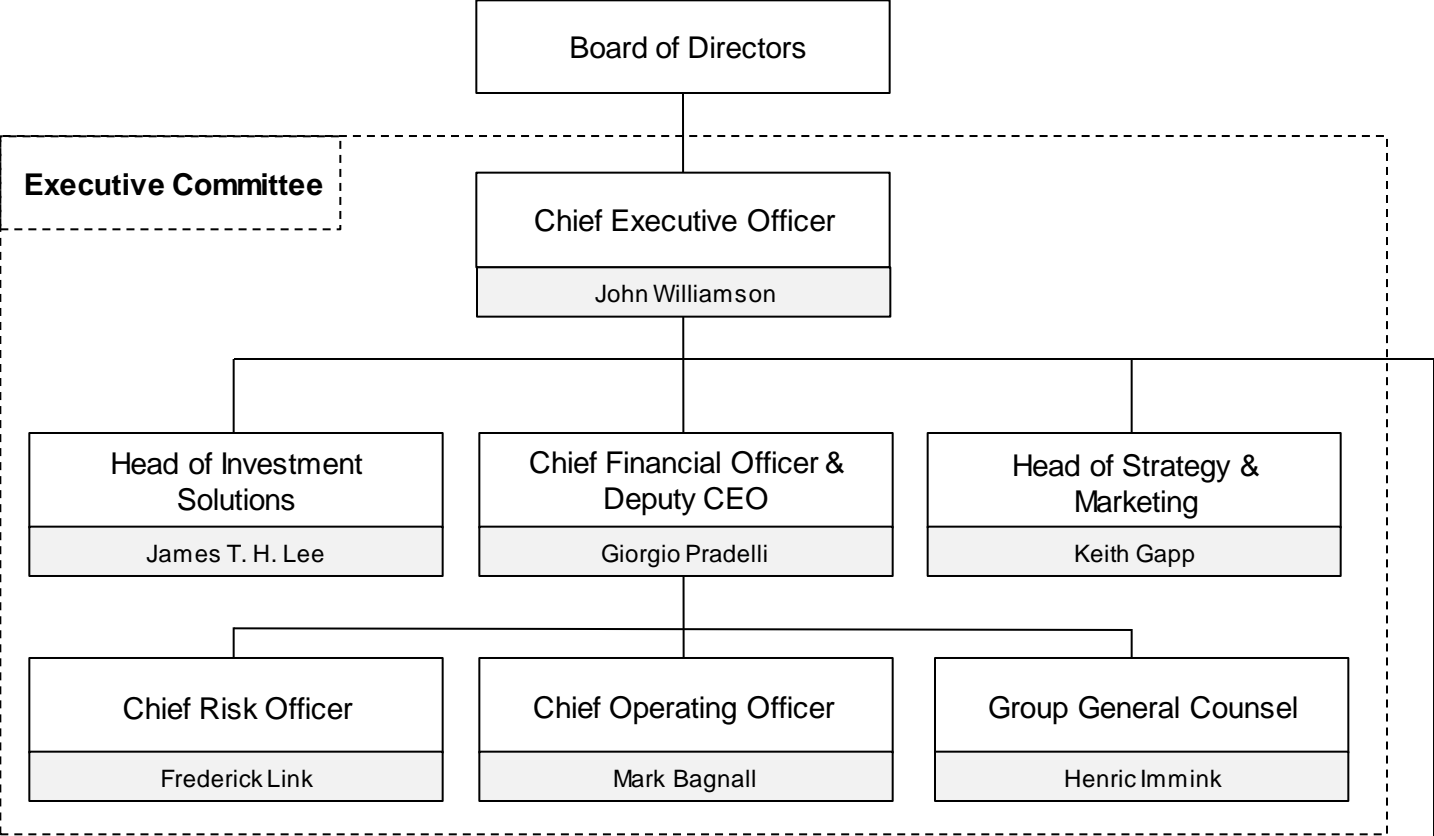 Board of Directors
Executive Committee
Chief Executive Officer
John Williamson
Head of Investment
Solutions
James T. H. Lee
Chief Financial Officer &
Deputy CEO
Giorgio Pradelli
Head of Strategy &
Marketing
Keith Gapp
Chief Risk Officer
Frederick Link
Chief Operating Officer
Mark Bagnall
Group General Counsel
Henric Immink